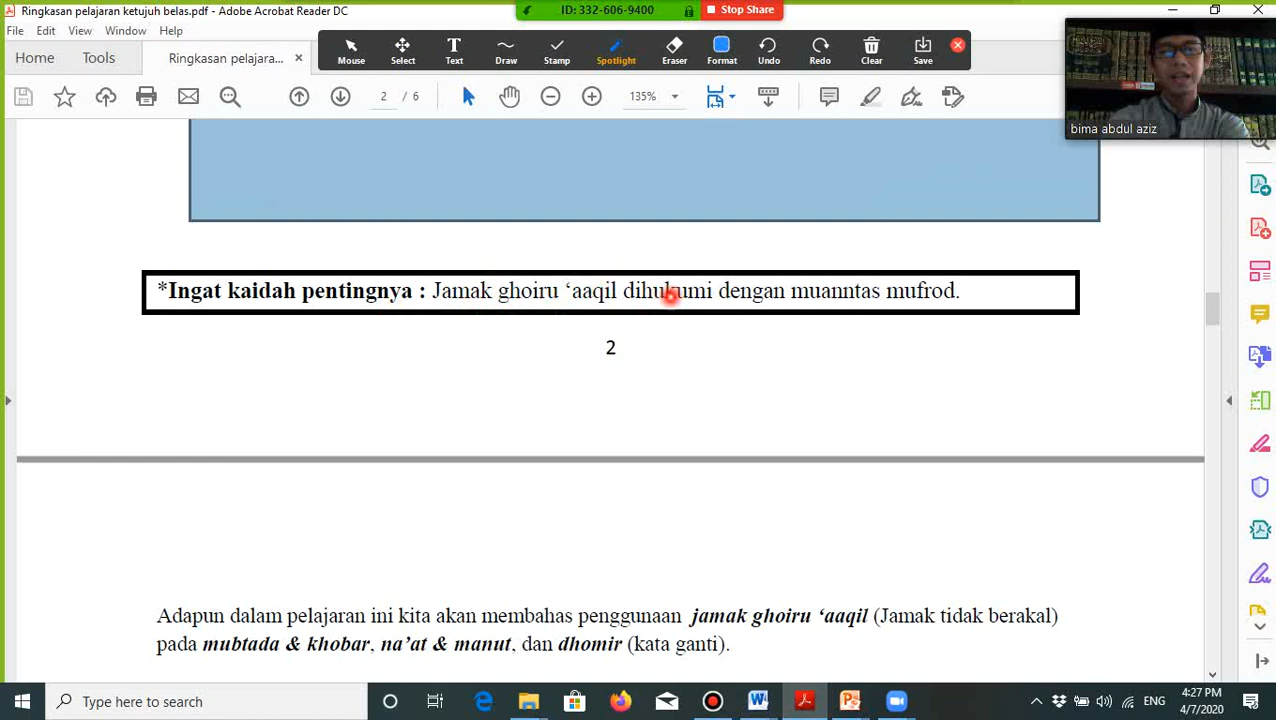 Ringkasan pelajaran ketujuh belas.pdf - Adobe Acrobat Reader DC
ID: 332-606-9400
Stop Share
File Edit View Window Help
Home Tools Ringkasan pelajara...
Mouse Select Text Draw Stamp Spotlight Eraser Format Undo Redo Clear Save
2 / 6
135%
bima abdul aziz
*Ingat kaidah pentingnya : Jamak ghoiru ‘aaqil dihukumi dengan muanntas mufrod.
2
Adapun dalam pelajaran ini kita akan membahas penggunaan jamak ghoiru ‘aaqil (Jamak tidak berakal)
pada mubtada & khobar, na’at & manut, dan dhomir (kata ganti).
Type here to search
ENG
4:27 PM
4/7/2020